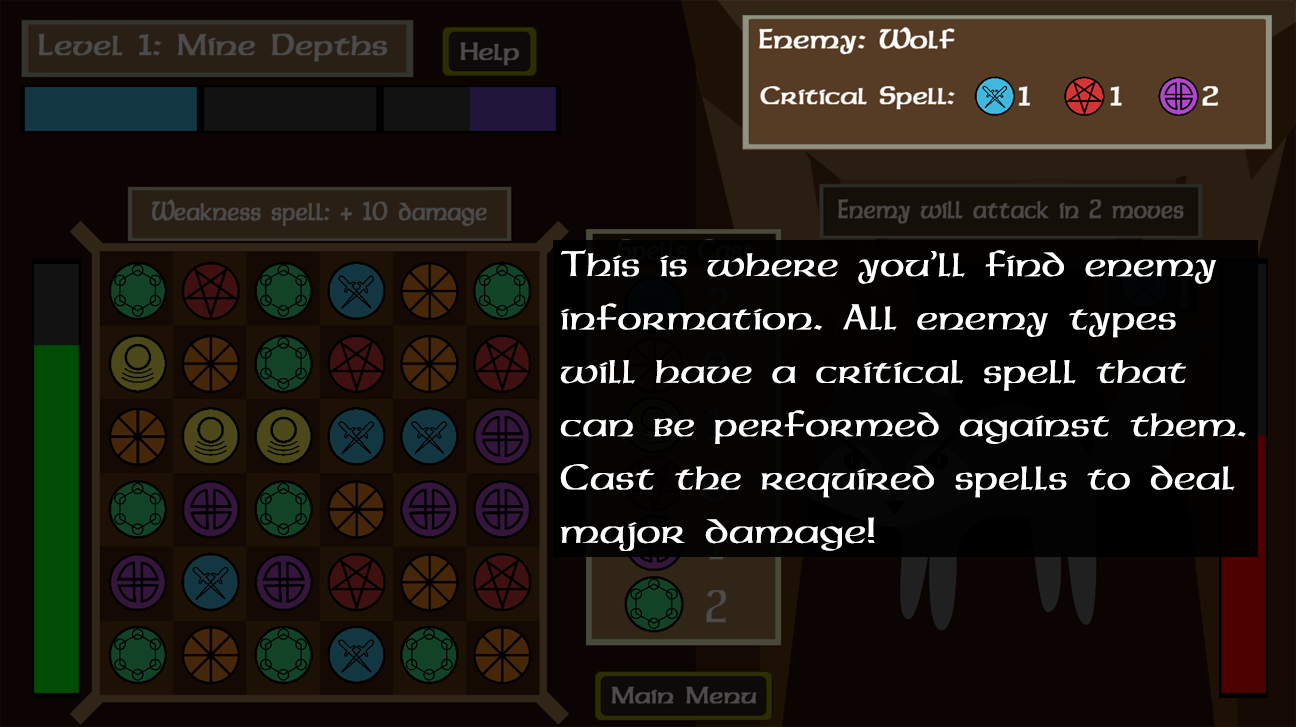 Level 1: Mine Depths
Help
Enemy: Wolf
Critical Spell: 1 1 2
Weakness spell: + 10 damage
Enemy will attack in 2 moves
Spells Cast
This is where you'll find enemy
information. All enemy types
will have a critical spell that
can be performed against them.
Cast the required spells to deal
major damage!
2
Main Menu